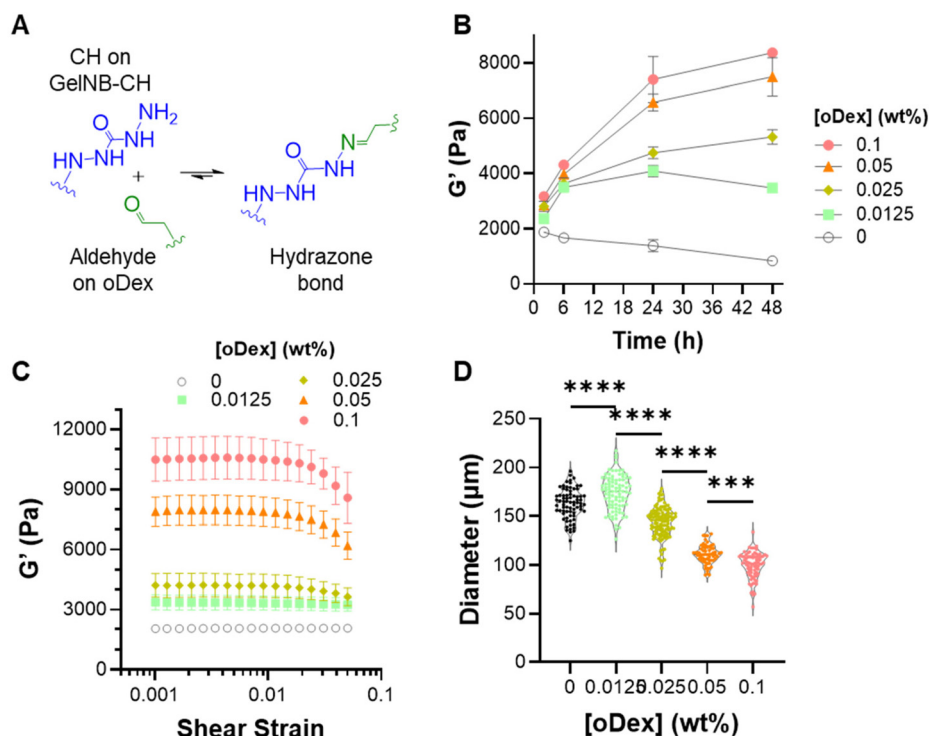 A
CH on
GelNB-CH
NH2
O
HN
HN-NH
+
O
Aldehyde
on oDex
N
O
NH
HN-NH
Hydrazone
bond
B
G' (Pa)
8000
6000
4000
2000
0
0 6 12 18 24 30 36 42 48
Time (h)
[oDex] (wt%)
0.1
0.05
0.025
0.0125
0
C
[oDex] (wt%)
0 0.025
0.0125 0.05
0.1
G' (Pa)
12000
9000
6000
3000
0
0.001 0.01 0.1
Shear Strain
D
**** **** **** ***
Diameter (µm)
250
200
150
100
50
0
0 0.0125 0.025 0.05 0.1
[oDex] (wt%)